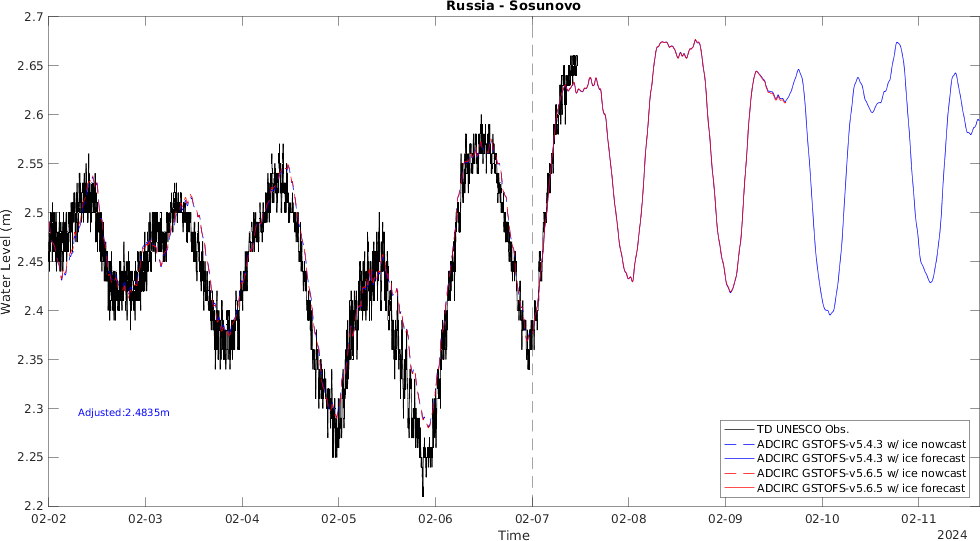 Russia - Sosunovo
2.7
2.65
2.6
2.55
2.5
2.45
2.4
2.35
2.3
2.25
2.2
Water Level (m)
Adjusted:2.4835m
TD UNESCO Obs.
ADCIRC GSTOFS-v5.4.3 w/ ice nowcast
ADCIRC GSTOFS-v5.4.3 w/ ice forecast
ADCIRC GSTOFS-v5.6.5 w/ ice nowcast
ADCIRC GSTOFS-v5.6.5 w/ ice forecast
02-02 02-03 02-04 02-05 02-06 02-07 02-08 02-09 02-10 02-11
Time
2024